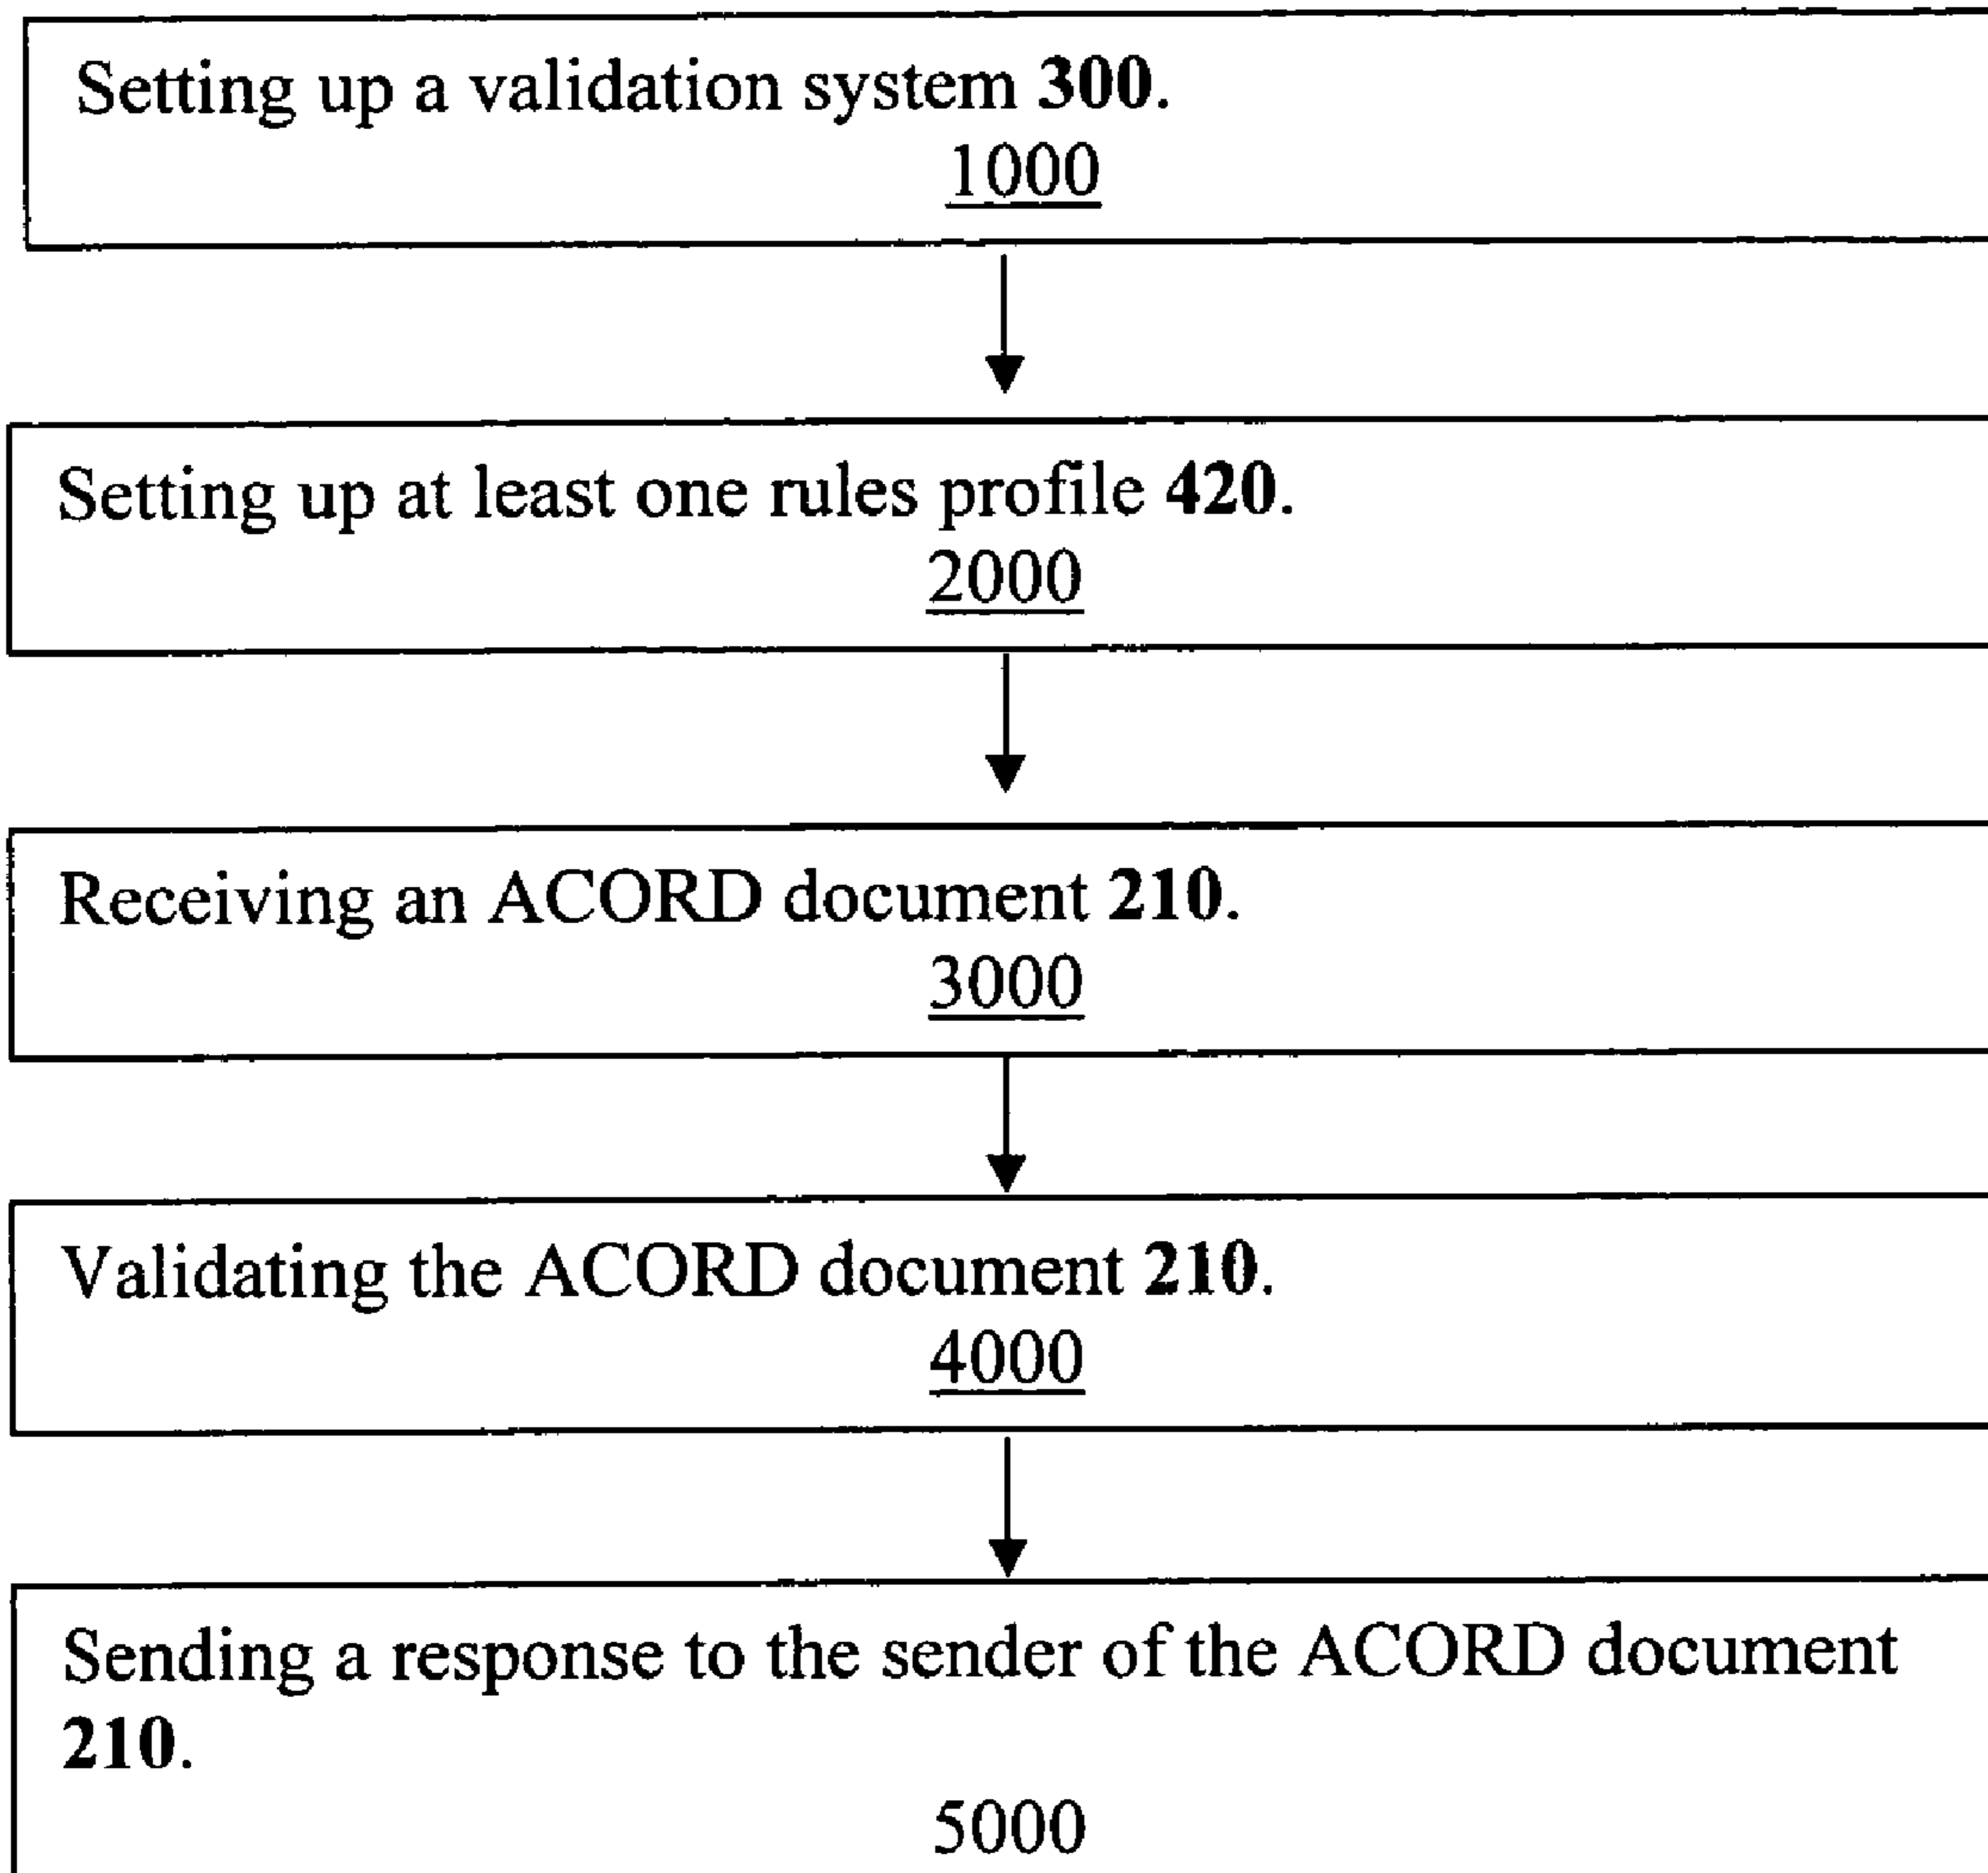 Setting up a validation system 300.
1000
Setting up at least one rules profile 420.
2000
Receiving an ACORD document 210.
3000
Validating the ACORD document 210.
4000
Sending a response to the sender of the ACORD document
210.
5000